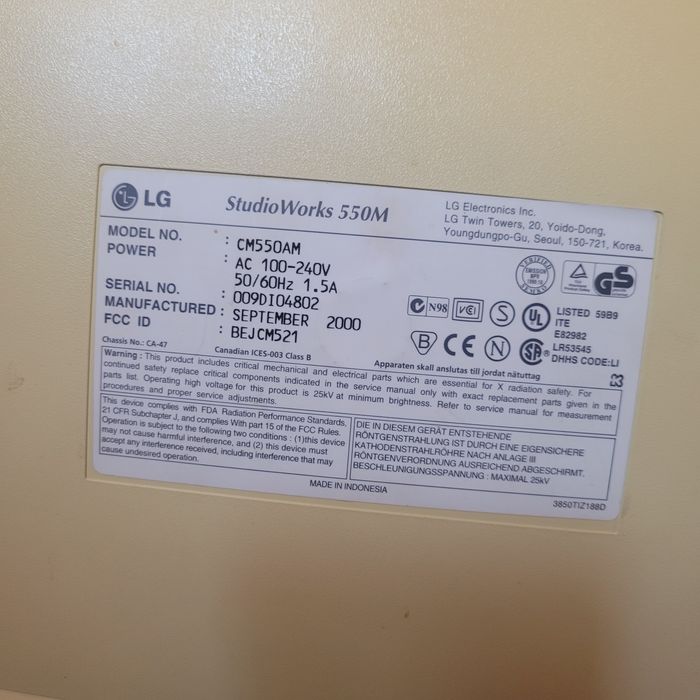 LG StudioWorks 550M
LG Electronics Inc.
LG Twin Towers, 20, Yoido-Dong,
Youngdungpo-Gu, Seoul, 150-721, Korea.
MODEL NO. : CM550AM
POWER : AC 100-240V
50/60Hz 1.5A
SERIAL NO. : 009DI04802
MANUFACTURED : SEPTEMBER 2000
FCC ID : BEJCM521
N98
GS
S
UL
LISTED 59B9
ITE
E82982
B
CE
N
SA
LR53545
DHHS CODE:LI
Chassis No.: CA-47
Canadian ICES-003 Class B
Apparaten skall anslutas till jordat nätuttag
Warning : This product includes critical mechanical and electrical parts which are essential for X radiation safety. For
continued safety replace critical components indicated in the service manual only with exact replacement parts given in the
parts list. Operating high voltage for this product is 25kV at minimum brightness. Refer to service manual for measurement
procedures and proper service adjustments.
This device complies with FDA Radiation Performance Standards,
21 CFR Subchapter J, and complies With part 15 of the FCC Rules.
Operation is subject to the following two conditions : (1)this device
may not cause harmful interference, and (2) this device must
accept any interference received, including interference that may
cause undesired operation.
DIE IN DIESEM GERÄT ENTSTEHENDE
RÖNTGENSTRAHLUNG IST DURCH EINE EIGENSICHERE
KATHODENSTRAHLRÖHRE NACH ANLAGE III
RÖNTGENVERORDNUNG AUSREICHEND ABGESCHIRMT.
BESCHLEUNIGUNGSSPANNUNG : MAXIMAL 25kV
MADE IN INDONESIA
3850TIZ188D